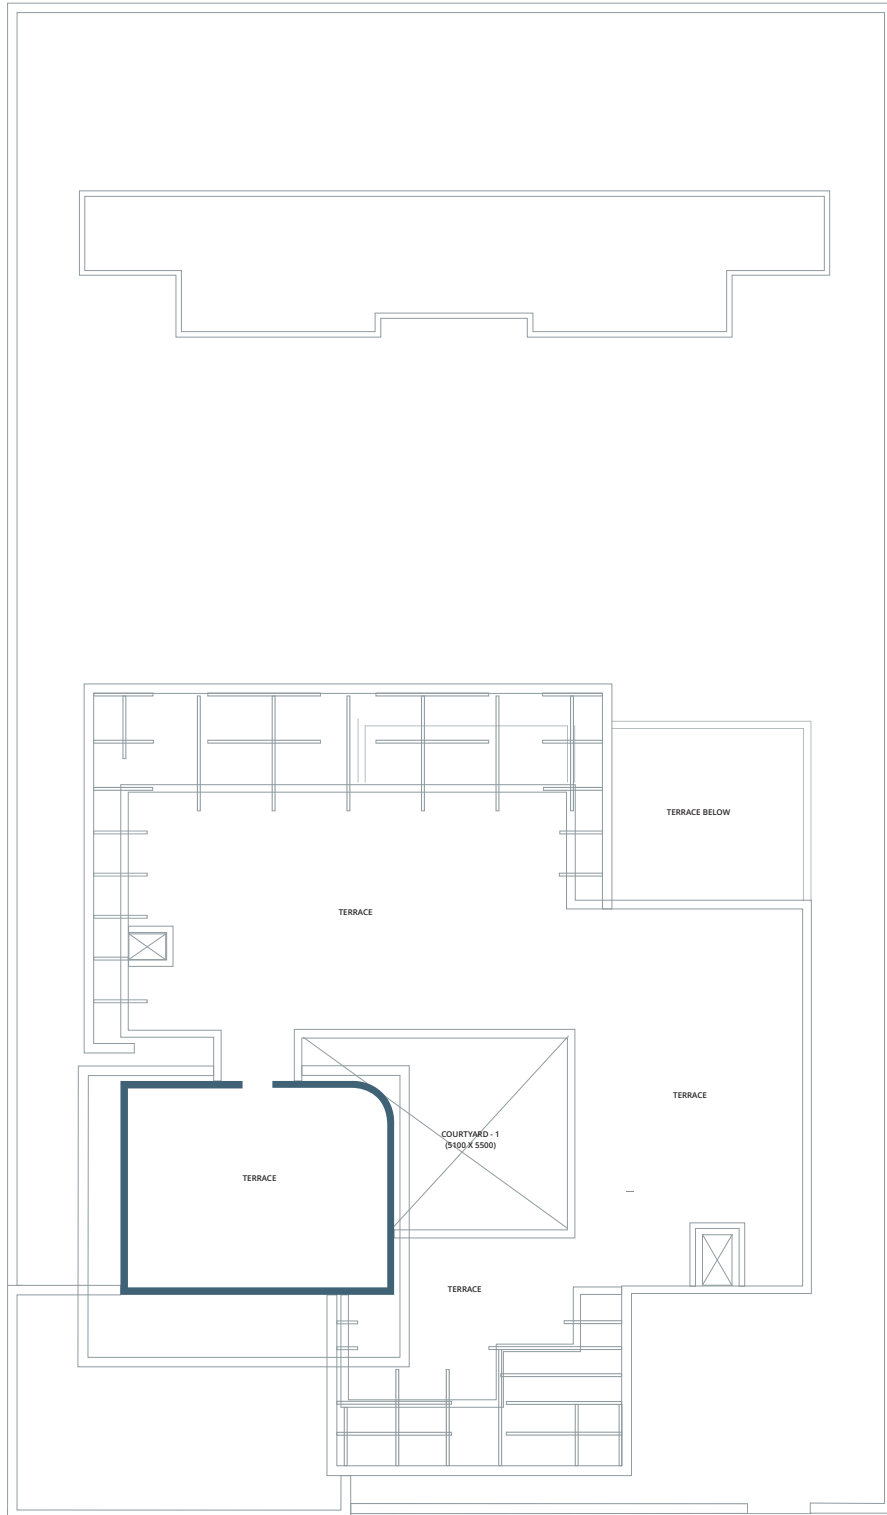 TERRACE BELOW
TERRACE
TERRACE
COURTYARD - 1
(5100 X 5500)
TERRACE
TERRACE